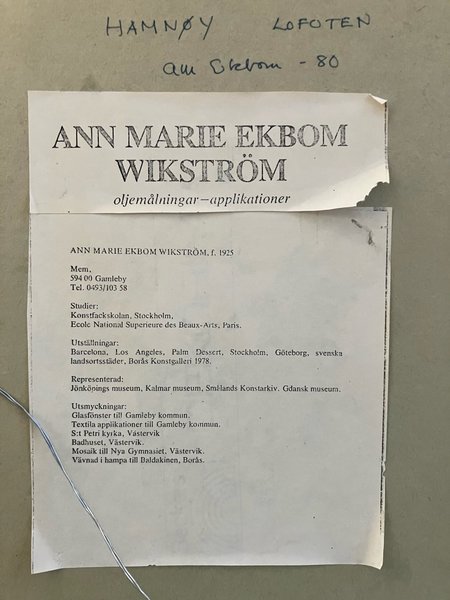 HAMNØY LOFOTEN
am Ekbom - 80
ANN MARIE EKBOM
WIKSTRÖM
oljemålningar-applikationer
ANN MARIE EKBOM WIKSTRÖM, f. 1925
Mem,
594 00 Gamleby
Tel. 0493/103 58
Studier:
Konstfackskolan, Stockholm,
Ecole National Superieure des Beaux-Arts, Paris.
Utställningar:
Barcelona, Los Angeles, Palm Dessert, Stockholm, Göteborg, svenska
landsortsstäder, Borås Konstgalleri 1978.
Representerad:
Jönköpings museum, Kalmar museum, Smålands Konstarkiv. Gdansk museum.
Utsmyckningar:
Glasfönster till Gamleby kommun.
Textila applikationer till Gamleby kommun.
S:t Petri kyrka, Västervik
Badhuset, Västervik.
Mosaik till Nya Gymnasiet, Västervik.
Vävnad i hampa till Baldakinen, Borås.